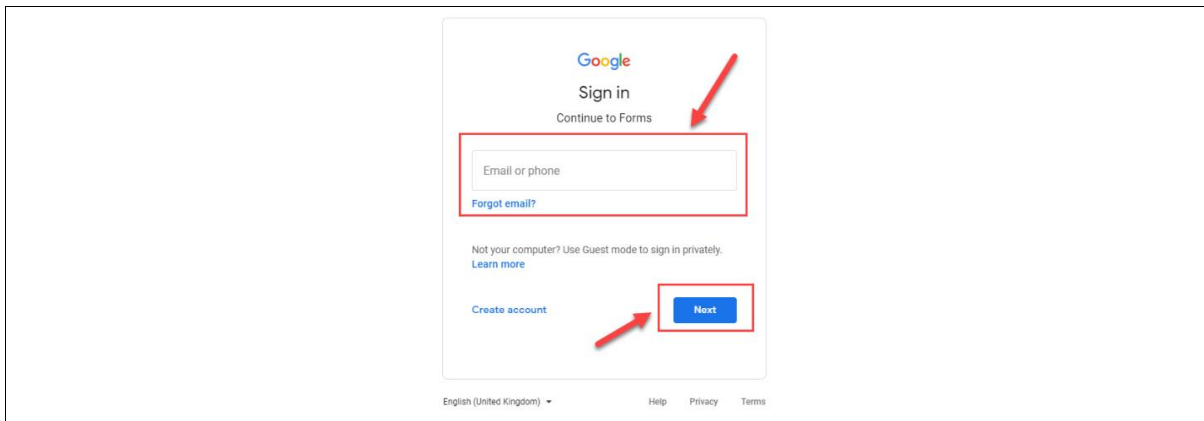 Google
Sign in
Continue to Forms
Email or phone
Forgot email?
Not your computer? Use Guest mode to sign in privately.
Learn more
Create account
Next
English (United Kingdom)
Help Privacy Terms